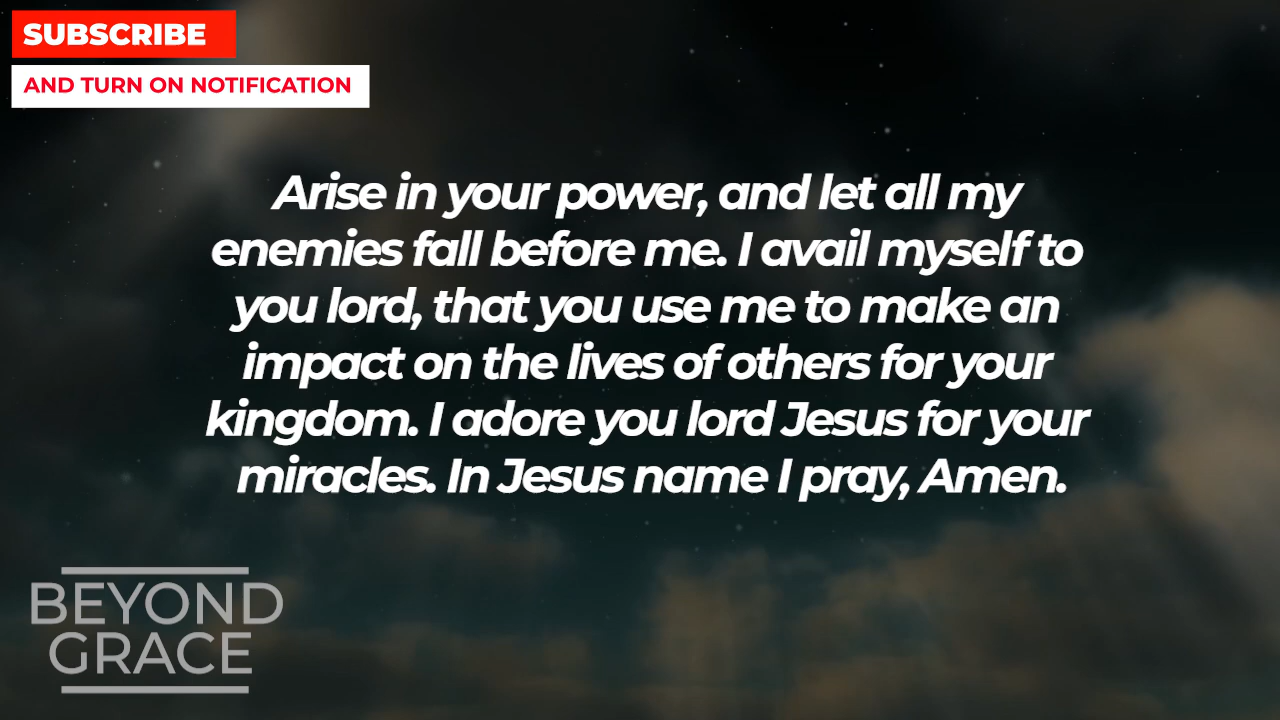 SUBSCRIBE
AND TURN ON NOTIFICATION
Arise in your power, and let all my
enemies fall before me. I avail myself to
you lord, that you use me to make an
impact on the lives of others for your
kingdom. I adore you lord Jesus for your
miracles. In Jesus name I pray, Amen.
BEYOND
GRACE